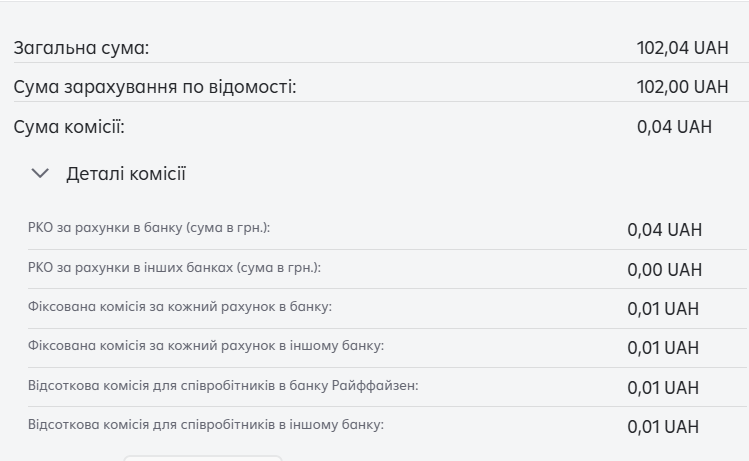 Загальна сума: 102,04 UAH
Сума зарахування по відомості: 102,00 UAH
Сума комісії: 0,04 UAH
Деталі комісії
РКО за рахунки в банку (сума в грн.): 0,04 UAH
РКО за рахунки в інших банках (сума в грн.): 0,00 UAH
Фіксована комісія за кожний рахунок в банку: 0,01 UAH
Фіксована комісія за кожний рахунок в іншому банку: 0,01 UAH
Відсоткова комісія для співробітників в банку Райффайзен: 0,01 UAH
Відсоткова комісія для співробітників в іншому банку: 0,01 UAH